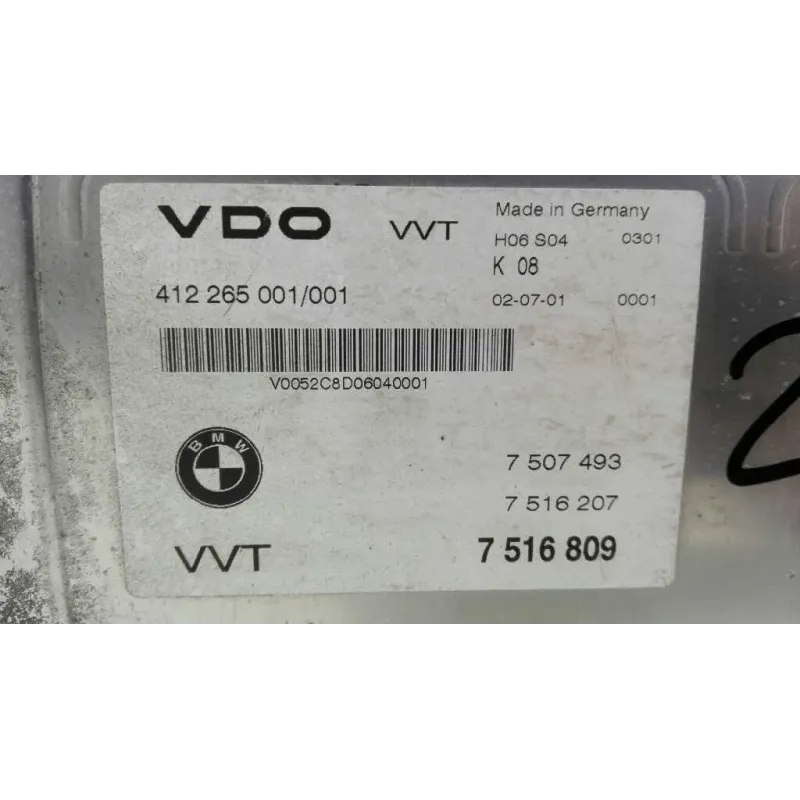 VDO VVT Made in Germany
H06 S04 0301
K 08
412 265 001/001 02-07-01 0001
V0052C8D06040001
BMW
7 507 493
7 516 207
VVT 7 516 809
2